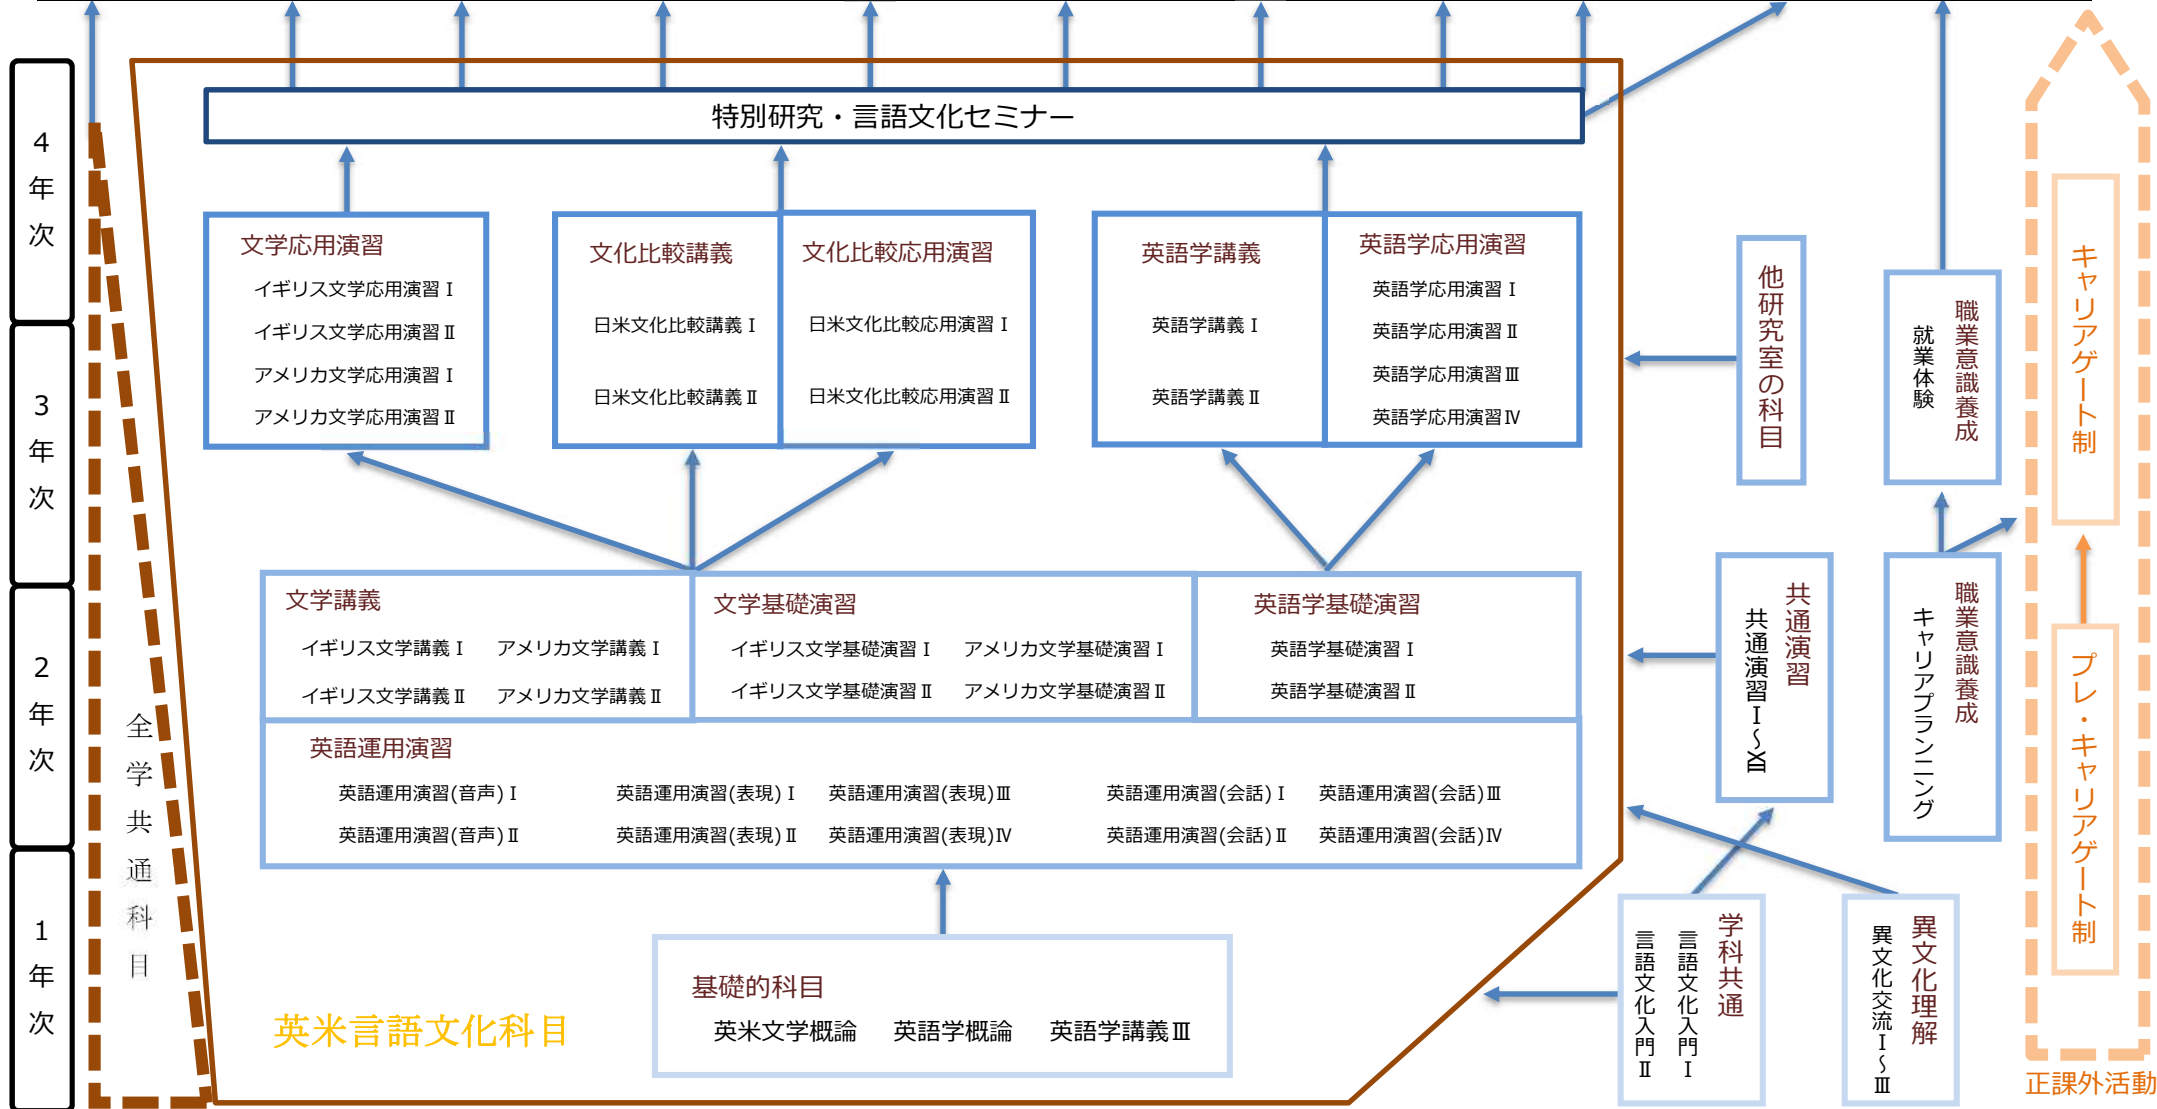 4年次
3年次
2年次
1年次
全学共通科目
特別研究・言語文化セミナー
文学応用演習
イギリス文学応用演習Ⅰ
イギリス文学応用演習Ⅱ
アメリカ文学応用演習Ⅰ
アメリカ文学応用演習Ⅱ
文化比較講義
日米文化比較講義Ⅰ
日米文化比較講義Ⅱ
文化比較応用演習
日米文化比較応用演習Ⅰ
日米文化比較応用演習Ⅱ
英語学講義
英語学講義Ⅰ
英語学講義Ⅱ
英語学応用演習
英語学応用演習Ⅰ
英語学応用演習Ⅱ
英語学応用演習Ⅲ
英語学応用演習Ⅳ
文学講義
イギリス文学講義Ⅰ アメリカ文学講義Ⅰ
イギリス文学講義Ⅱ アメリカ文学講義Ⅱ
文学基礎演習
イギリス文学基礎演習Ⅰ アメリカ文学基礎演習Ⅰ
イギリス文学基礎演習Ⅱ アメリカ文学基礎演習Ⅱ
英語学基礎演習
英語学基礎演習Ⅰ
英語学基礎演習Ⅱ
英語運用演習
英語運用演習(音声)Ⅰ 英語運用演習(表現)Ⅰ 英語運用演習(表現)Ⅲ 英語運用演習(会話)Ⅰ 英語運用演習(会話)Ⅲ
英語運用演習(音声)Ⅱ 英語運用演習(表現)Ⅱ 英語運用演習(表現)Ⅳ 英語運用演習(会話)Ⅱ 英語運用演習(会話)Ⅳ
基礎的科目
英米文学概論 英語学概論 英語学講義Ⅲ
英米言語文化科目
他研究室の科目
職業意識養成
就業体験
共通演習
共通演習Ⅰ～Ⅻ
職業意識養成
キャリアプランニング
学科共通
言語文化入門Ⅰ
言語文化入門Ⅱ
異文化理解
異文化交流Ⅰ～Ⅲ
キャリアゲート制
プレ・キャリアゲート制
正課外活動